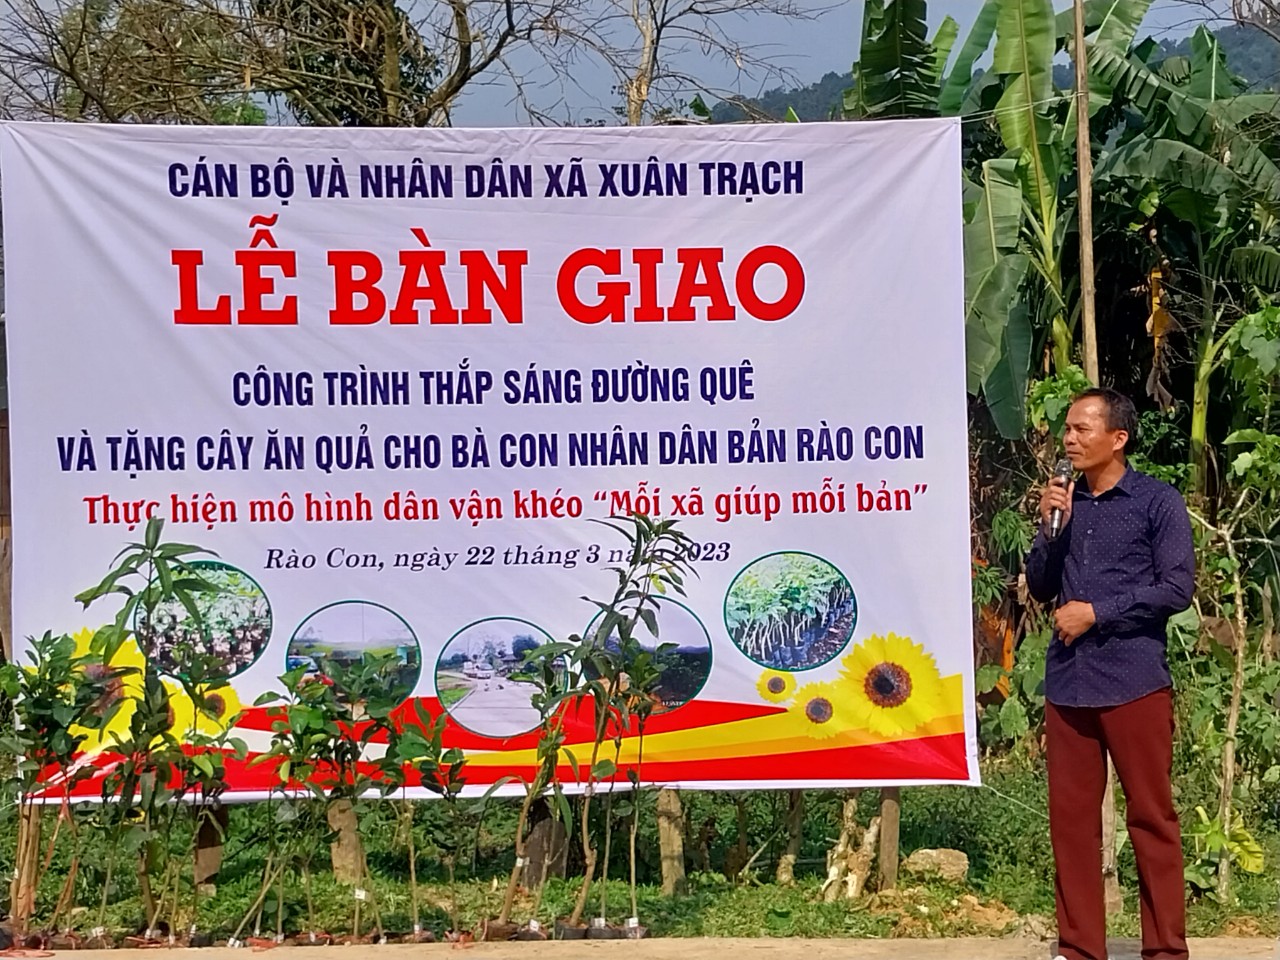 CÁN BỘ VÀ NHÂN DÂN XÃ XUÂN TRẠCH
LỄ BÀN GIAO
CÔNG TRÌNH THẮP SÁNG ĐƯỜNG QUÊ
VÀ TẶNG CÂY ĂN QUẢ CHO BÀ CON NHÂN DÂN BẢN RÀO CON
Thực hiện mô hình dân vận khéo “Mỗi xã giúp mỗi bản”
Rào Con, ngày 22 tháng 3 năm 2023